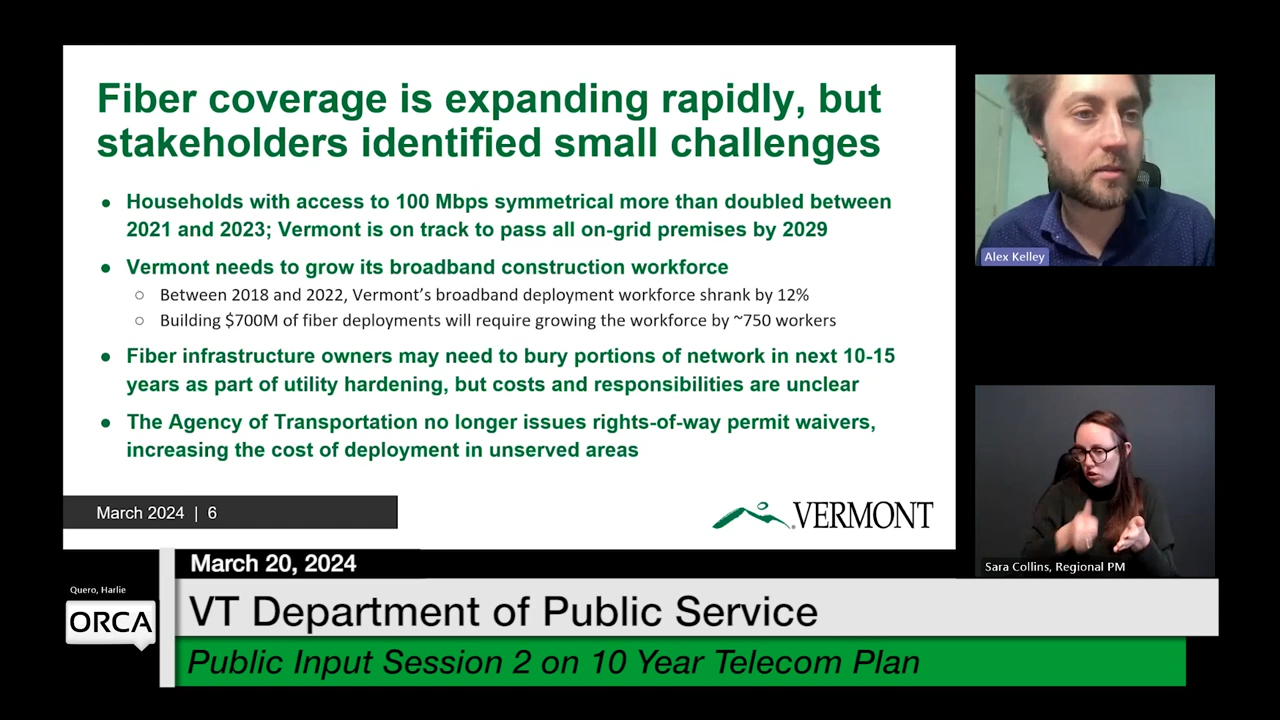 Fiber coverage is expanding rapidly, but
stakeholders identified small challenges
● Households with access to 100 Mbps symmetrical more than doubled between
2021 and 2023; Vermont is on track to pass all on-grid premises by 2029
● Vermont needs to grow its broadband construction workforce
○ Between 2018 and 2022, Vermont's broadband deployment workforce shrank by 12%
○ Building $700M of fiber deployments will require growing the workforce by ~750 workers
● Fiber infrastructure owners may need to bury portions of network in next 10-15
years as part of utility hardening, but costs and responsibilities are unclear
● The Agency of Transportation no longer issues rights-of-way permit waivers,
increasing the cost of deployment in unserved areas
March 2024 | 6
VERMONT
Alex Kelley
Sara Collins, Regional PM
March 20, 2024
Quero, Harlie
ORCA
VT Department of Public Service
Public Input Session 2 on 10 Year Telecom Plan